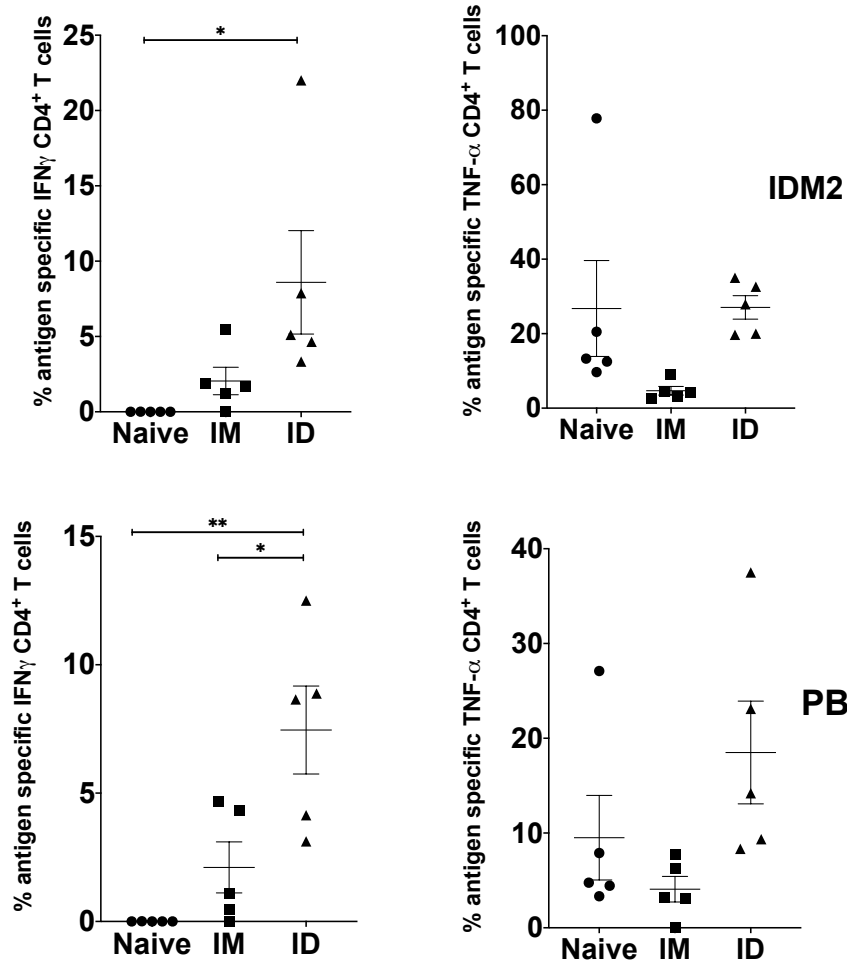 % antigen specific IFNγ CD4+ T cells
25
20
15
10
5
0
*
Naive IM ID
% antigen specific TNF-α CD4+ T cells
100
80
60
40
20
0
Naive IM ID
IDM2
% antigen specific IFNγ CD4+ T cells
15
10
5
0
**
*
Naive IM ID
% antigen specific TNF-α CD4+ T cells
40
30
20
10
0
Naive IM ID
PB